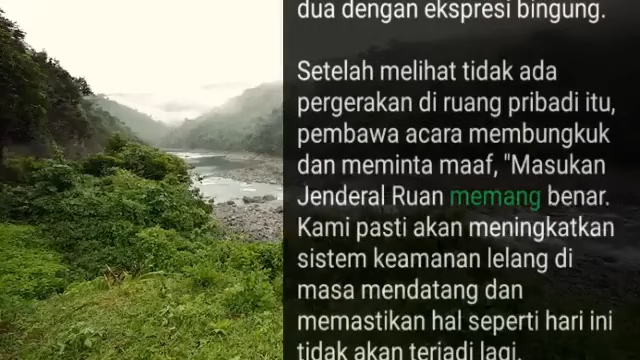 dua dengan ekspresi bingung.
Setelah melihat tidak ada
pergerakan di ruang pribadi itu,
pembawa acara membungkuk
dan meminta maaf, "Masukan
Jenderal Ruan memang benar.
Kami pasti akan meningkatkan
sistem keamanan lelang di
masa mendatang dan
memastikan hal seperti hari ini
tidak akan terjadi lagi.